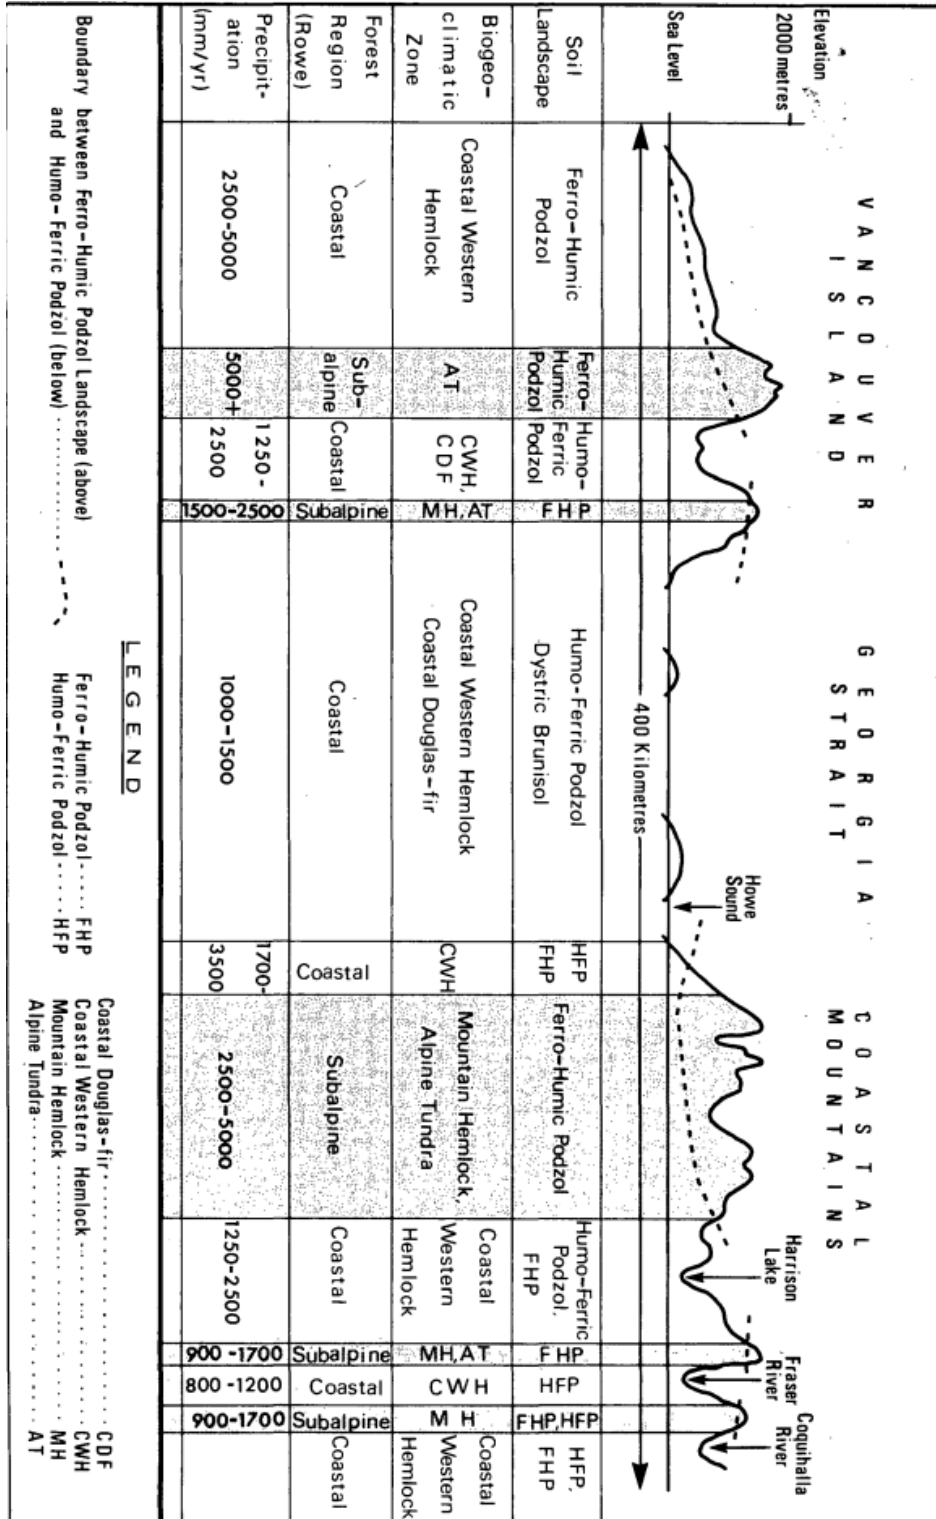 VANCOUVER
ISLAND
GEORGIA
STRAIT
COASTAL
MOUNTAINS
Elevation
2000 metres
Sea Level
Howe
Sound
Harrison
Lake
Fraser
River
Coquihalla
River
400 Kilometres
Soil
Landscape
Ferro-Humic
Podzol
Ferro-
Humic
Podzol
Humo-
Ferric
Podzol
FHP
Humo-Ferric Podzol
Dystric Brunisol
HFP
FHP
Ferro-Humic Podzol
Humo-Ferric
Podzol,
FHP
FHP
HFP
FHP,HFP
HFP,
FHP
Biogeo-
climatic
Zone
Coastal Western
Hemlock
AT
CWH,
CDF
MH,AT
Coastal Western Hemlock
Coastal Douglas-fir
CWH
Mountain Hemlock,
Alpine Tundra
Coastal
Western
Hemlock
MH,AT
CWH
MH
Coastal
Western
Hemlock
Forest
Region
(Rowe)
Coastal
Sub-
alpine
Coastal
Subalpine
Coastal
Coastal
Subalpine
Coastal
Subalpine
Coastal
Subalpine
Coastal
Precipit-
ation
(mm/yr)
2500-5000
5000+
1250-
2500
1500-2500
1000-1500
1700-
3500
2500-5000
1250-2500
900-1700
800-1200
900-1700
LEGEND
Boundary between Ferro-Humic Podzol Landscape (above)
and Humo-Ferric Podzol (below)
Ferro-Humic Podzol..... FHP
Humo-Ferric Podzol..... HFP
Coastal Douglas-fir.................... CDF
Coastal Western Hemlock.............. CWH
Mountain Hemlock.................... MH
Alpine Tundra........................ AT